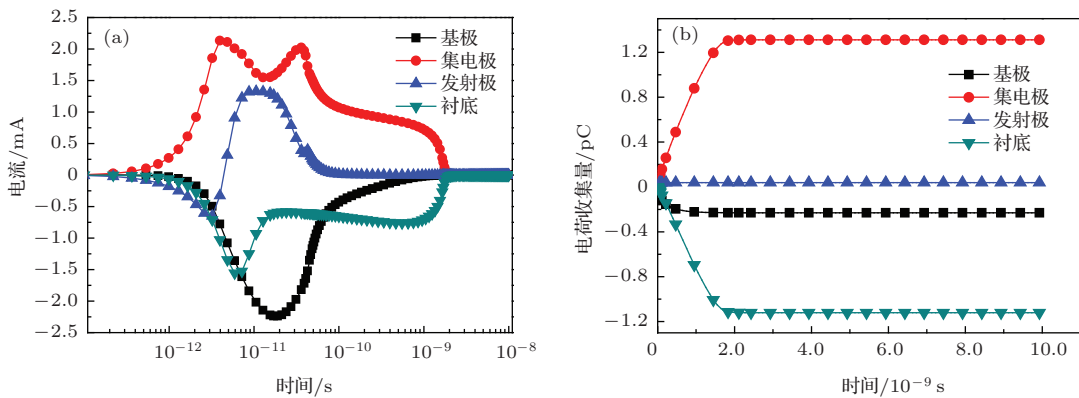 (a)
基极
集电极
发射极
衬底
电流/mA
2.5
2.0
1.5
1.0
0.5
0
−0.5
−1.0
−1.5
−2.0
−2.5
10−12
10−11
10−10
10−9
10−8
时间/s
(b)
基极
集电极
发射极
衬底
电荷收集量/pC
1.2
0.8
0.4
0
−0.4
−0.8
−1.2
0
2.0
4.0
6.0
8.0
10.0
时间/10−9 s